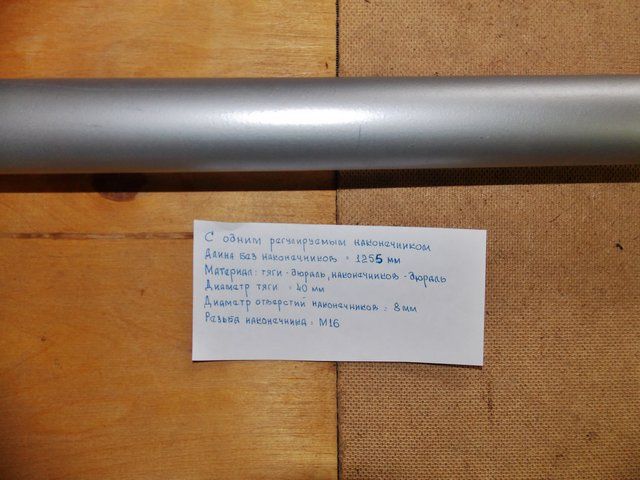 С одним регулируемым наконечником
Длина без наконечников = 1255 мм
Материал: тяги - дюраль, наконечников - дюраль
Диаметр тяги = 40 мм
Диаметр отверстий наконечников = 8 мм
Резьба наконечника = М16